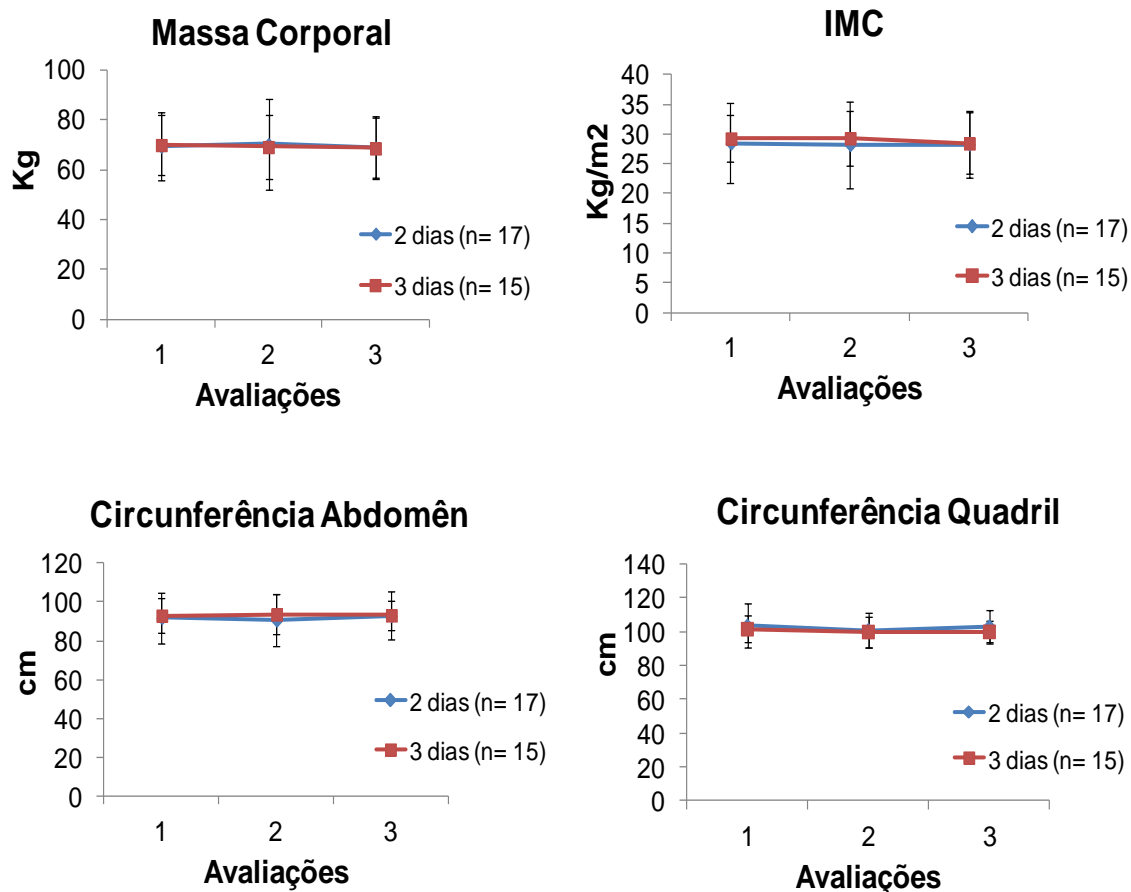 Massa Corporal
100
80
60
40
20
0
Kg
1 2 3
Avaliações
2 dias (n= 17)
3 dias (n= 15)
IMC
40
35
30
25
20
15
10
5
0
Kg/m2
1 2 3
Avaliações
2 dias (n= 17)
3 dias (n= 15)
Circunferência Abdomên
120
100
80
60
40
20
0
cm
1 2 3
Avaliações
2 dias (n= 17)
3 dias (n= 15)
Circunferência Quadril
140
120
100
80
60
40
20
0
cm
1 2 3
Avaliações
2 dias (n= 17)
3 dias (n= 15)